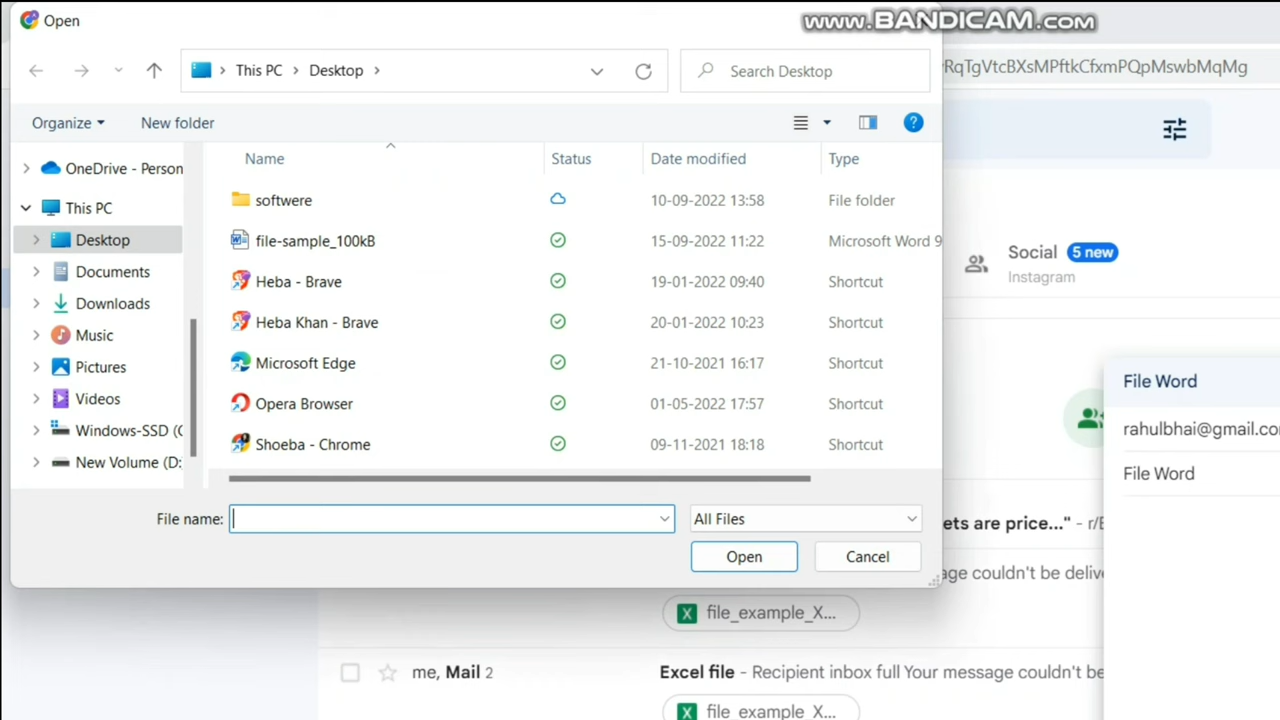 Open
www.BANDICAM.com
This PC > Desktop >
Search Desktop
RqTgVtcBXsMPftkCfxmPQpMswbMqMg
Organize
New folder
Name Status Date modified Type
OneDrive - Person
This PC
Desktop
Documents
Downloads
Music
Pictures
Videos
Windows-SSD (
New Volume (D:
softwere 10-09-2022 13:58 File folder
file-sample_100kB 15-09-2022 11:22 Microsoft Word 9
Heba - Brave 19-01-2022 09:40 Shortcut
Heba Khan - Brave 20-01-2022 10:23 Shortcut
Microsoft Edge 21-10-2021 16:17 Shortcut
Opera Browser 01-05-2022 17:57 Shortcut
Shoeba - Chrome 09-11-2021 18:18 Shortcut
File name:
All Files
Open
Cancel
Social 5 new
Instagram
File Word
rahulbhai@gmail.co
File Word
ets are price..." - r/
age couldn't be deliv
file_example_X...
me, Mail 2
Excel file - Recipient inbox full Your message couldn't be
file_example_X...